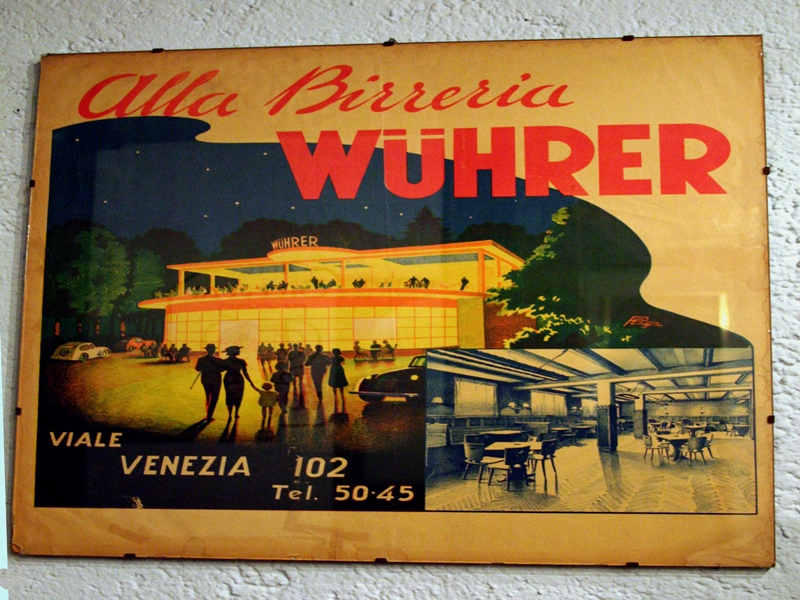 Alla Birreria
WÜHRER
WÜHRER
VIALE
VENEZIA 102
Tel. 50-45